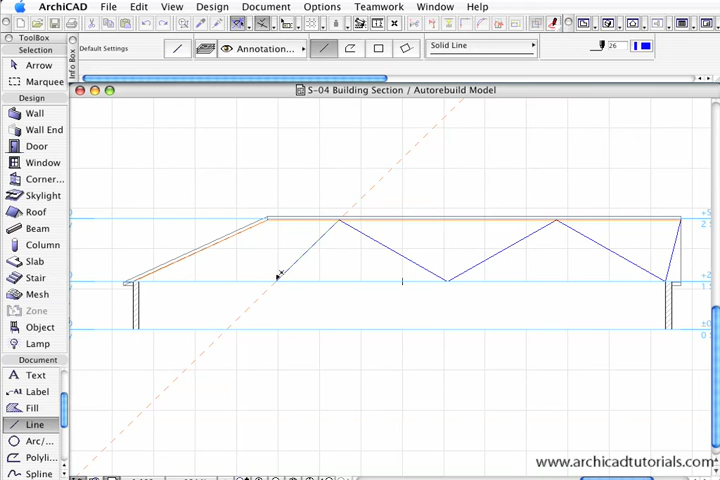 ArchiCAD File Edit View Design Document Options Teamwork Window Help
ToolBox
Selection
Arrow
Marquee
Design
Wall
Wall End
Door
Window
Corner...
Skylight
Roof
Beam
Column
Slab
Stair
Mesh
Zone
Object
Lamp
Document
Text
A1 Label
Fill
Line
Arc/...
Polyli...
Spline
Info Box
Default Settings
Annotation...
Solid Line
26
S-04 Building Section / Autorebuild Model
www.archicadtutorials.com